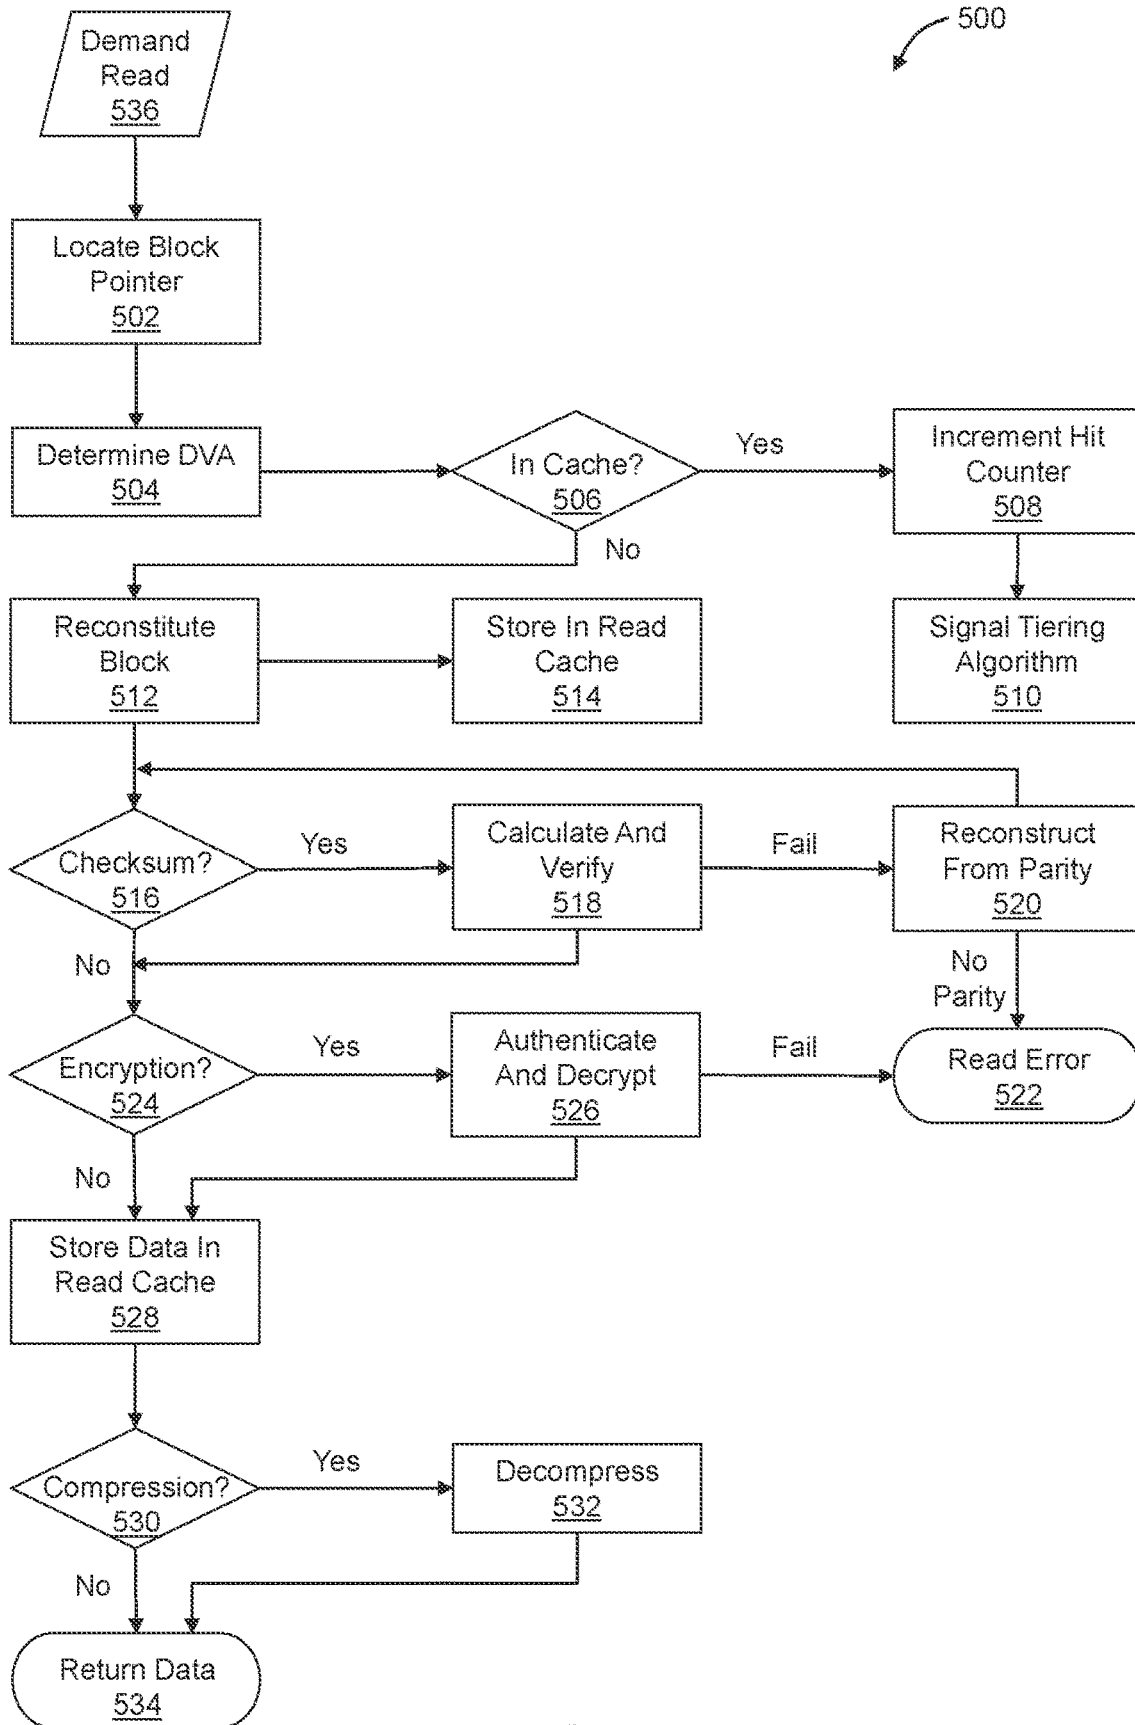 500
Demand
Read
536
Locate Block
Pointer
502
Determine DVA
504
In Cache?
506
Yes
No
Increment Hit
Counter
508
Reconstitute
Block
512
Store In Read
Cache
514
Signal Tiering
Algorithm
510
Checksum?
516
Yes
No
Calculate And
Verify
518
Fail
Reconstruct
From Parity
520
No
Parity
Encryption?
524
Yes
No
Authenticate
And Decrypt
526
Fail
Read Error
522
Store Data In
Read Cache
528
Compression?
530
Yes
No
Decompress
532
Return Data
534